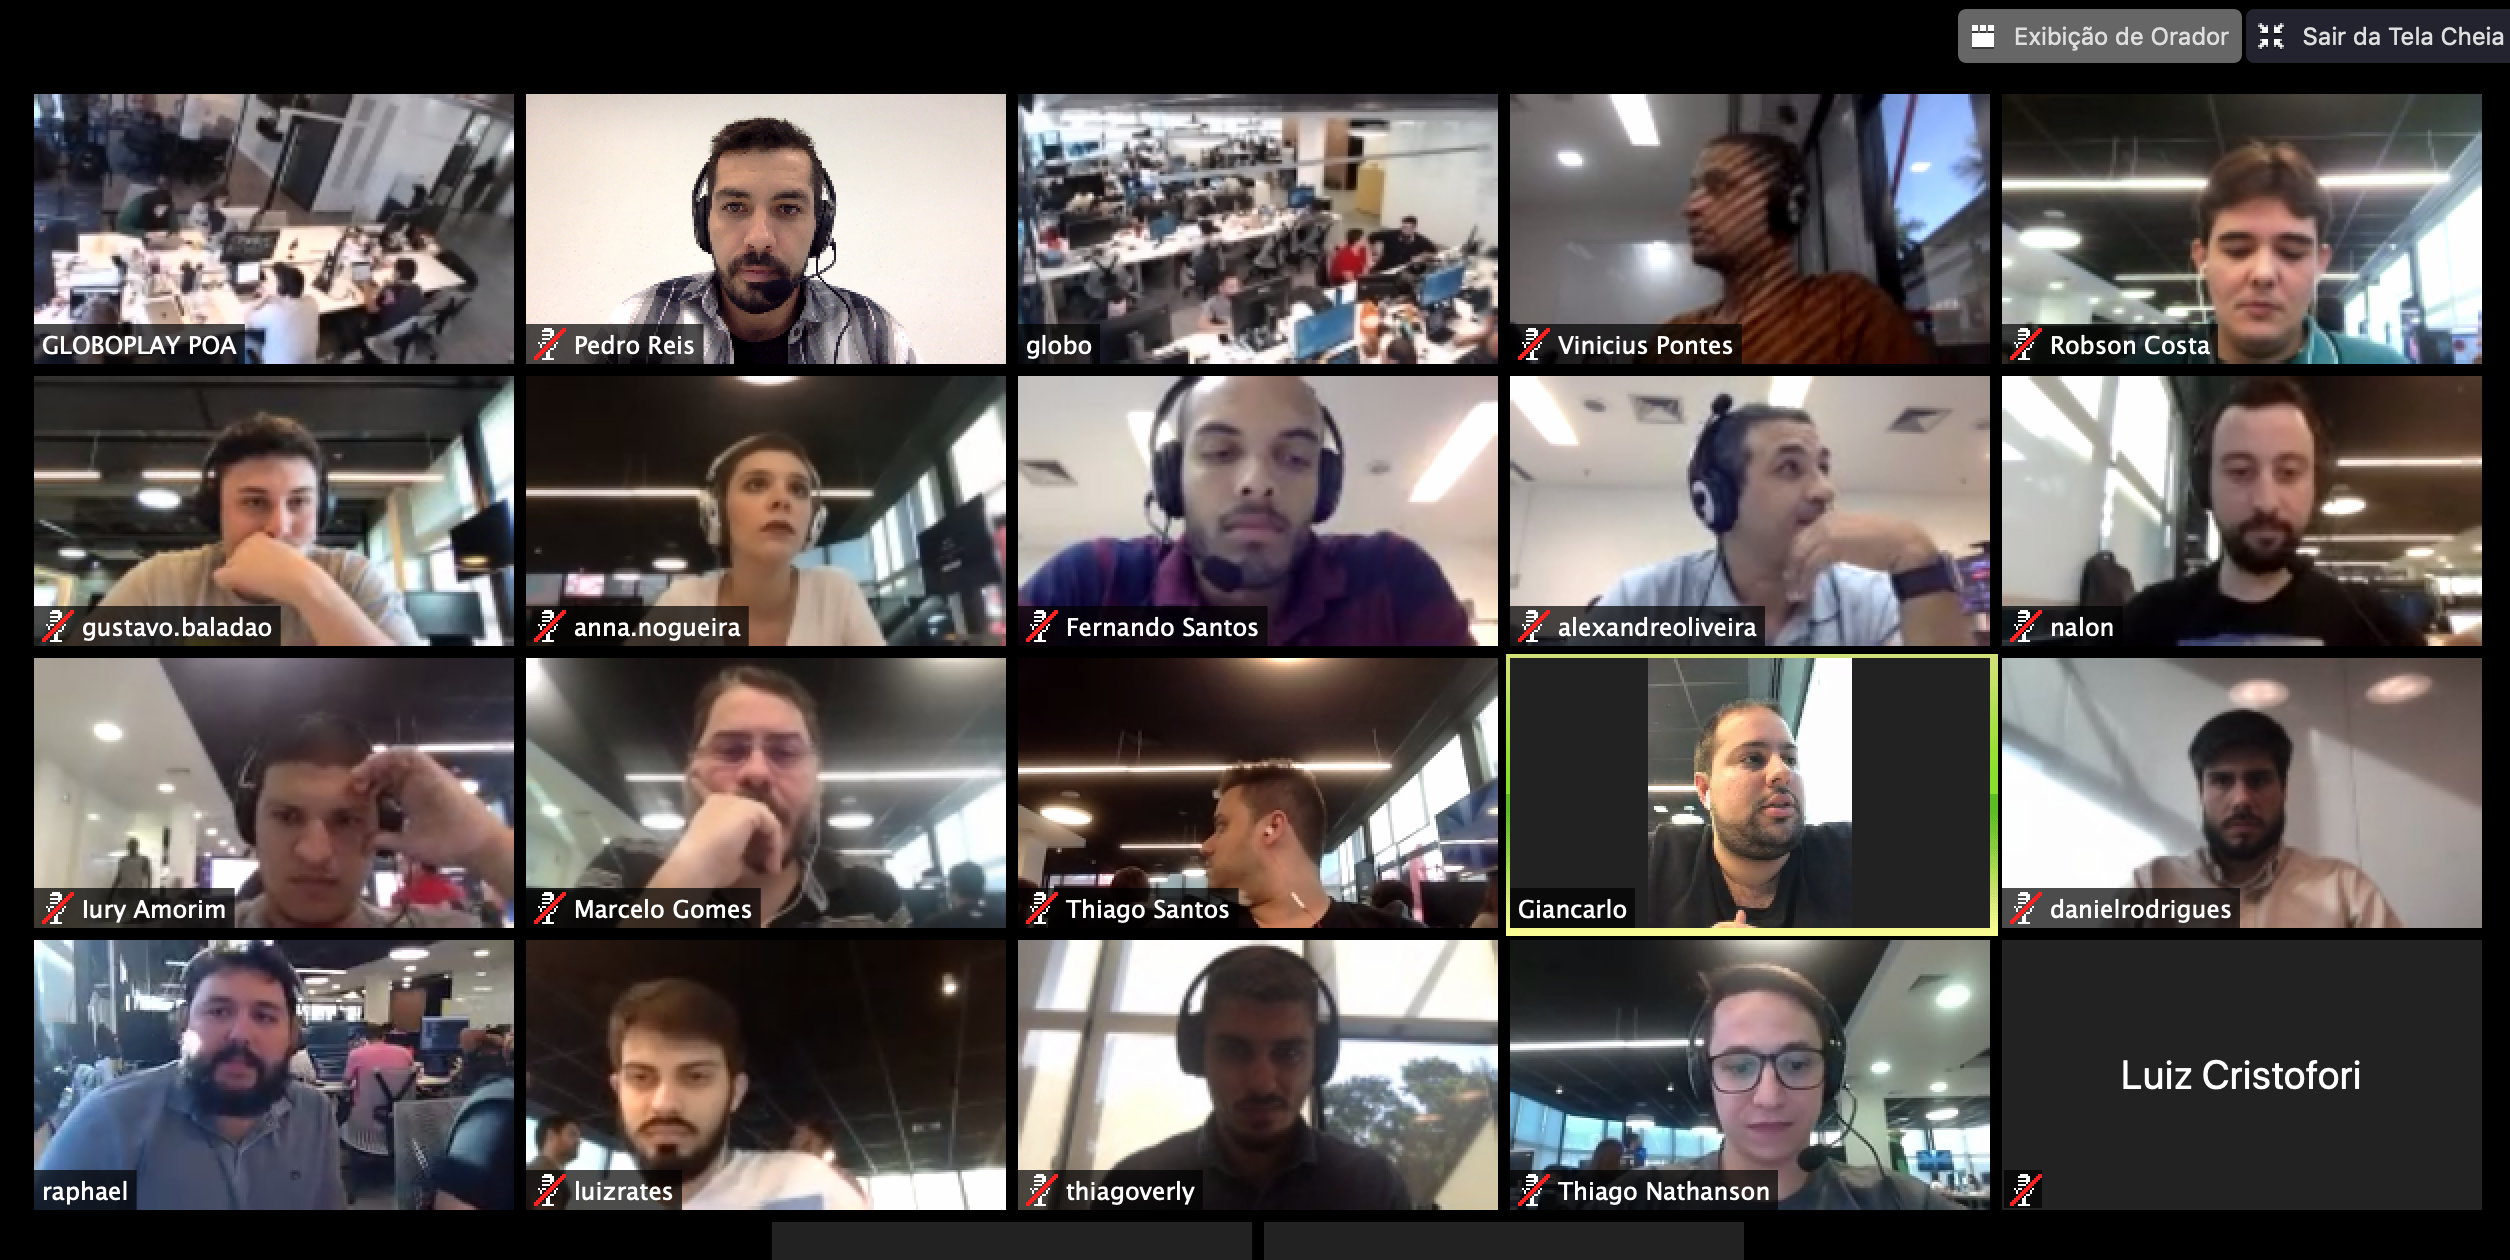 Exibição de Orador
Sair da Tela Cheia
GLOBOPLAY POA
Pedro Reis
globo
Vinicius Pontes
Robson Costa
gustavo.baladao
anna.nogueira
Fernando Santos
alexandreoliveira
nalon
Iury Amorim
Marcelo Gomes
Thiago Santos
Giancarlo
danielrodrigues
raphael
luizrates
thiagoverly
Thiago Nathanson
Luiz Cristofori